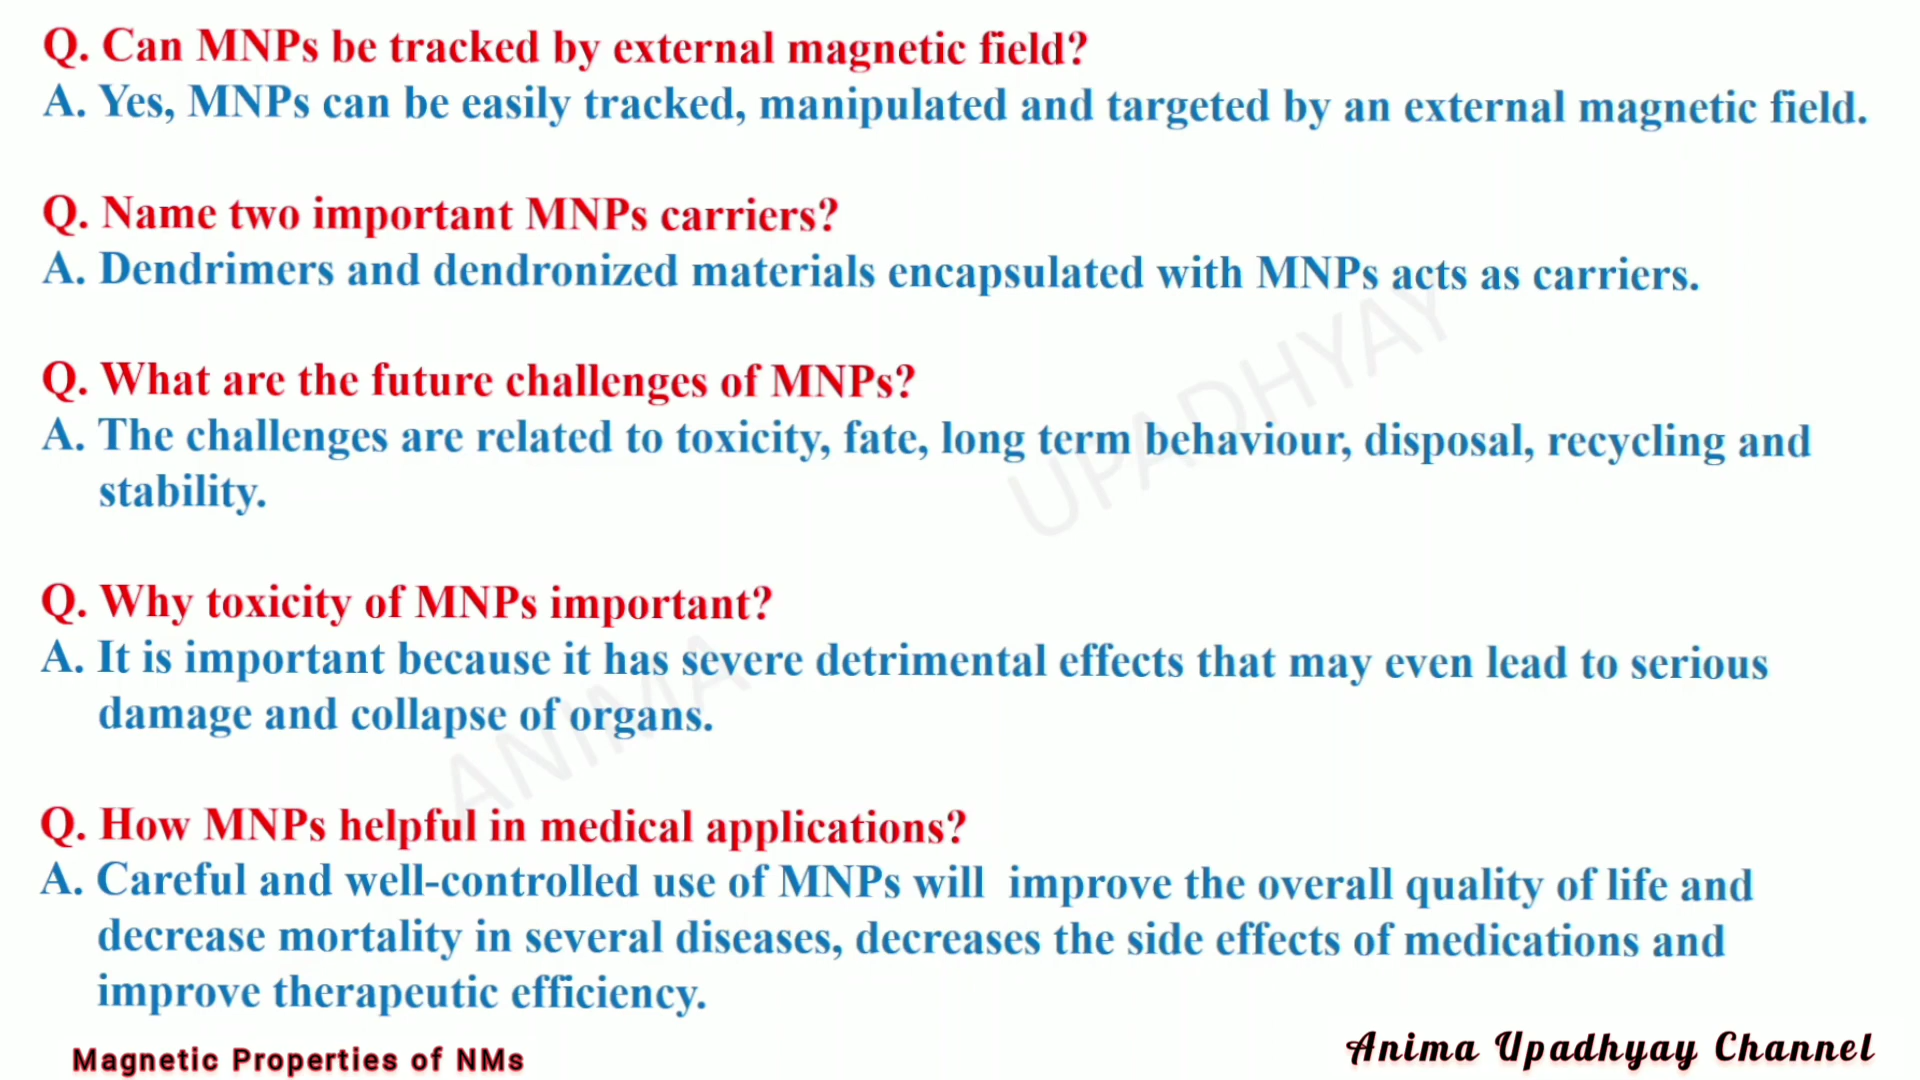 Q. Can MNPs be tracked by external magnetic field?
A. Yes, MNPs can be easily tracked, manipulated and targeted by an external magnetic field.
Q. Name two important MNPs carriers?
A. Dendrimers and dendronized materials encapsulated with MNPs acts as carriers.
Q. What are the future challenges of MNPs?
A. The challenges are related to toxicity, fate, long term behaviour, disposal, recycling and
stability.
Q. Why toxicity of MNPs important?
A. It is important because it has severe detrimental effects that may even lead to serious
damage and collapse of organs.
Q. How MNPs helpful in medical applications?
A. Careful and well-controlled use of MNPs will  improve the overall quality of life and
decrease mortality in several diseases, decreases the side effects of medications and
improve therapeutic efficiency.
ANIMA UPADHYAY
Magnetic Properties of NMs
Anima Upadhyay Channel